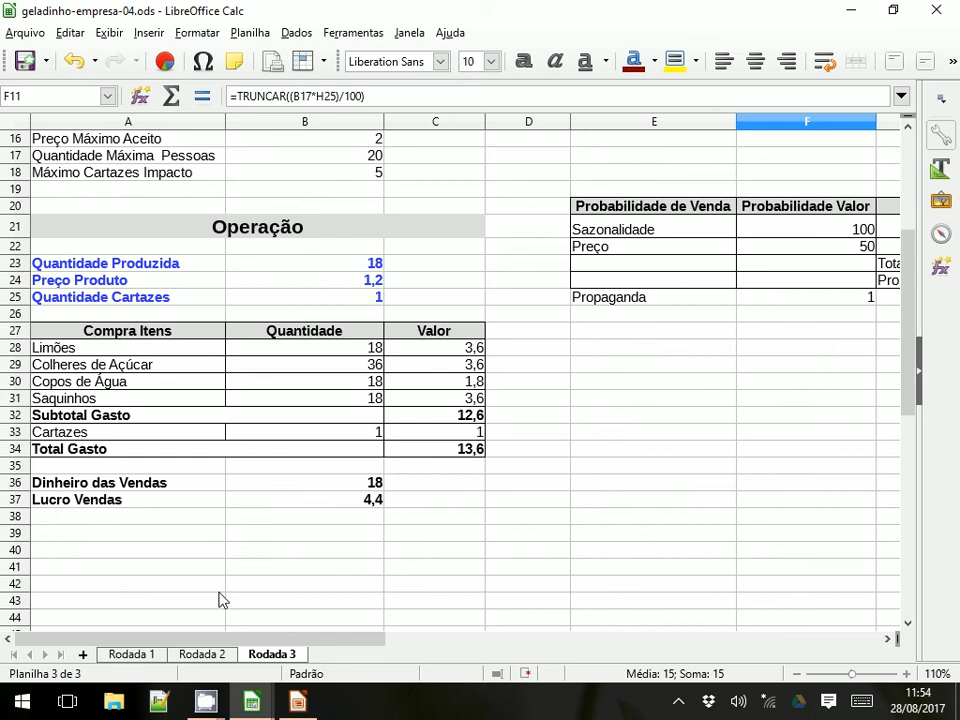 geladinho-empresa-04.ods - LibreOffice Calc
Arquivo Editar Exibir Inserir Formatar Planilha Dados Ferramentas Janela Ajuda
Liberation Sans 10
F11 =TRUNCAR((B17*H25)/100)
A B C D E F
16 Preço Máximo Aceito 2
17 Quantidade Máxima Pessoas 20
18 Máximo Cartazes Impacto 5
19
20 Probabilidade de Venda Probabilidade Valor
21 Operação Sazonalidade 100
22 Preço 50
23 Quantidade Produzida 18 Tota
24 Preço Produto 1,2 Pro
25 Quantidade Cartazes 1 Propaganda 1
26
27 Compra Itens Quantidade Valor
28 Limões 18 3,6
29 Colheres de Açúcar 36 3,6
30 Copos de Água 18 1,8
31 Saquinhos 18 3,6
32 Subtotal Gasto 12,6
33 Cartazes 1 1
34 Total Gasto 13,6
35
36 Dinheiro das Vendas 18
37 Lucro Vendas 4,4
38
39
40
41
42
43
44
Rodada 1 Rodada 2 Rodada 3
Planilha 3 de 3 Padrão Média: 15; Soma: 15 110%
11:54
28/08/2017